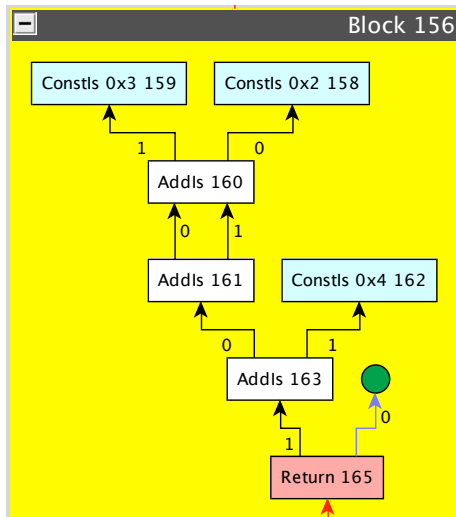 Block 156
ConstIs 0x3 159 ConstIs 0x2 158
1 0
AddIs 160
0 1
AddIs 161 ConstIs 0x4 162
0 1
AddIs 163
0
1
Return 165